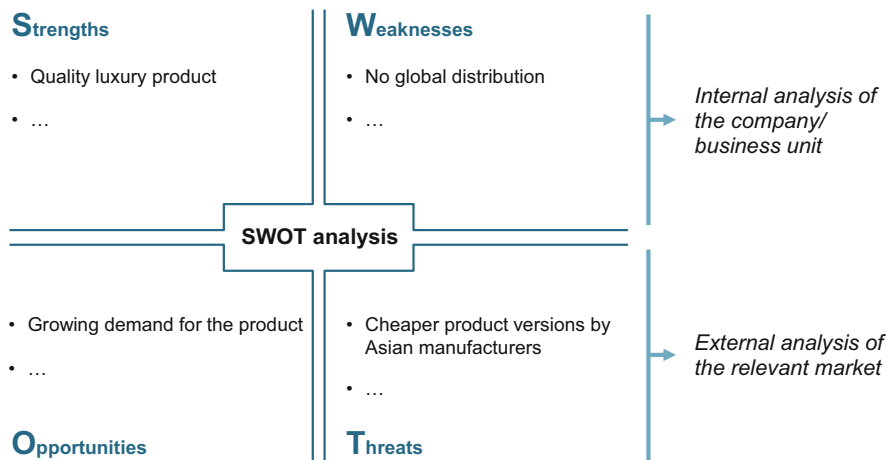 Strengths
• Quality luxury product
• …
Weaknesses
• No global distribution
• …
Internal analysis of
the company/
business unit
SWOT analysis
• Growing demand for the product
• …
Opportunities
• Cheaper product versions by
Asian manufacturers
• …
Threats
External analysis of
the relevant market